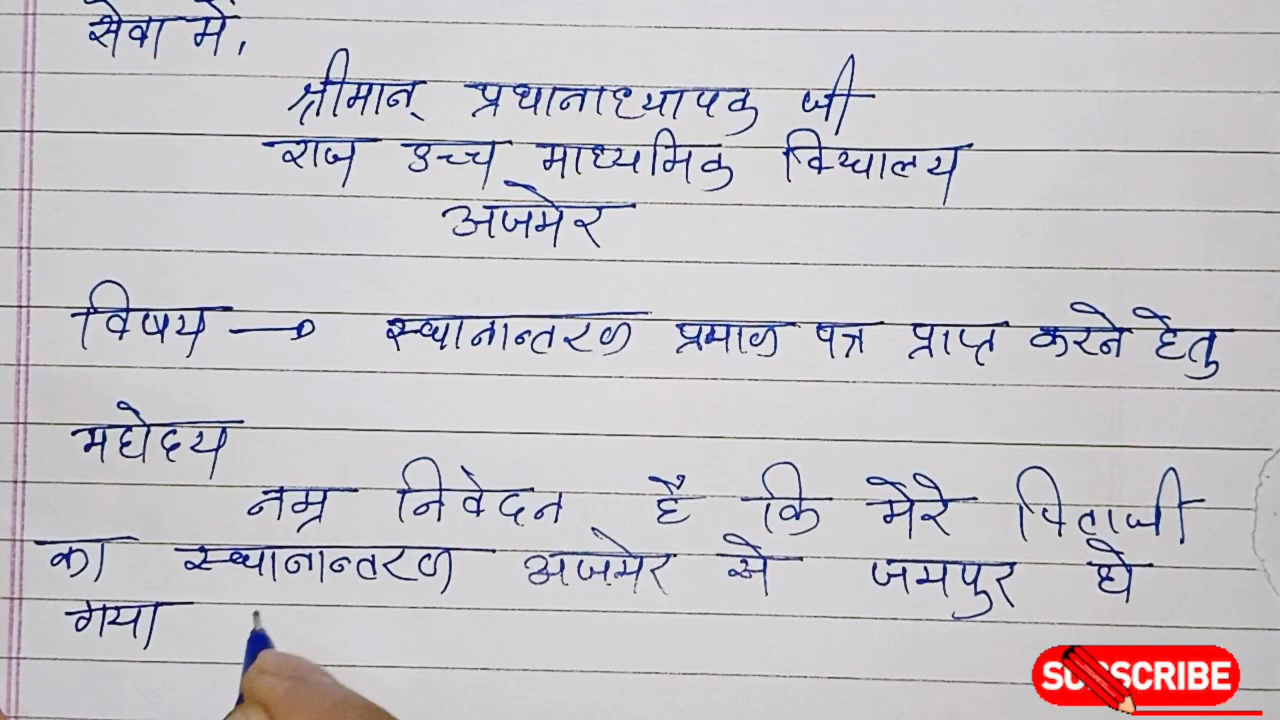 सेवा में,
श्रीमान् प्रधानाध्यापक जी
राज उच्च माध्यमिक विद्यालय
अजमेर
विषय → स्थानान्तरण प्रमाण पत्र प्राप्त करने हेतु
महोदय
नम्र निवेदन है कि मेरे पिताजी
का स्थानान्तरण अजमेर से जयपुर हो
गया
SUBSCRIBE